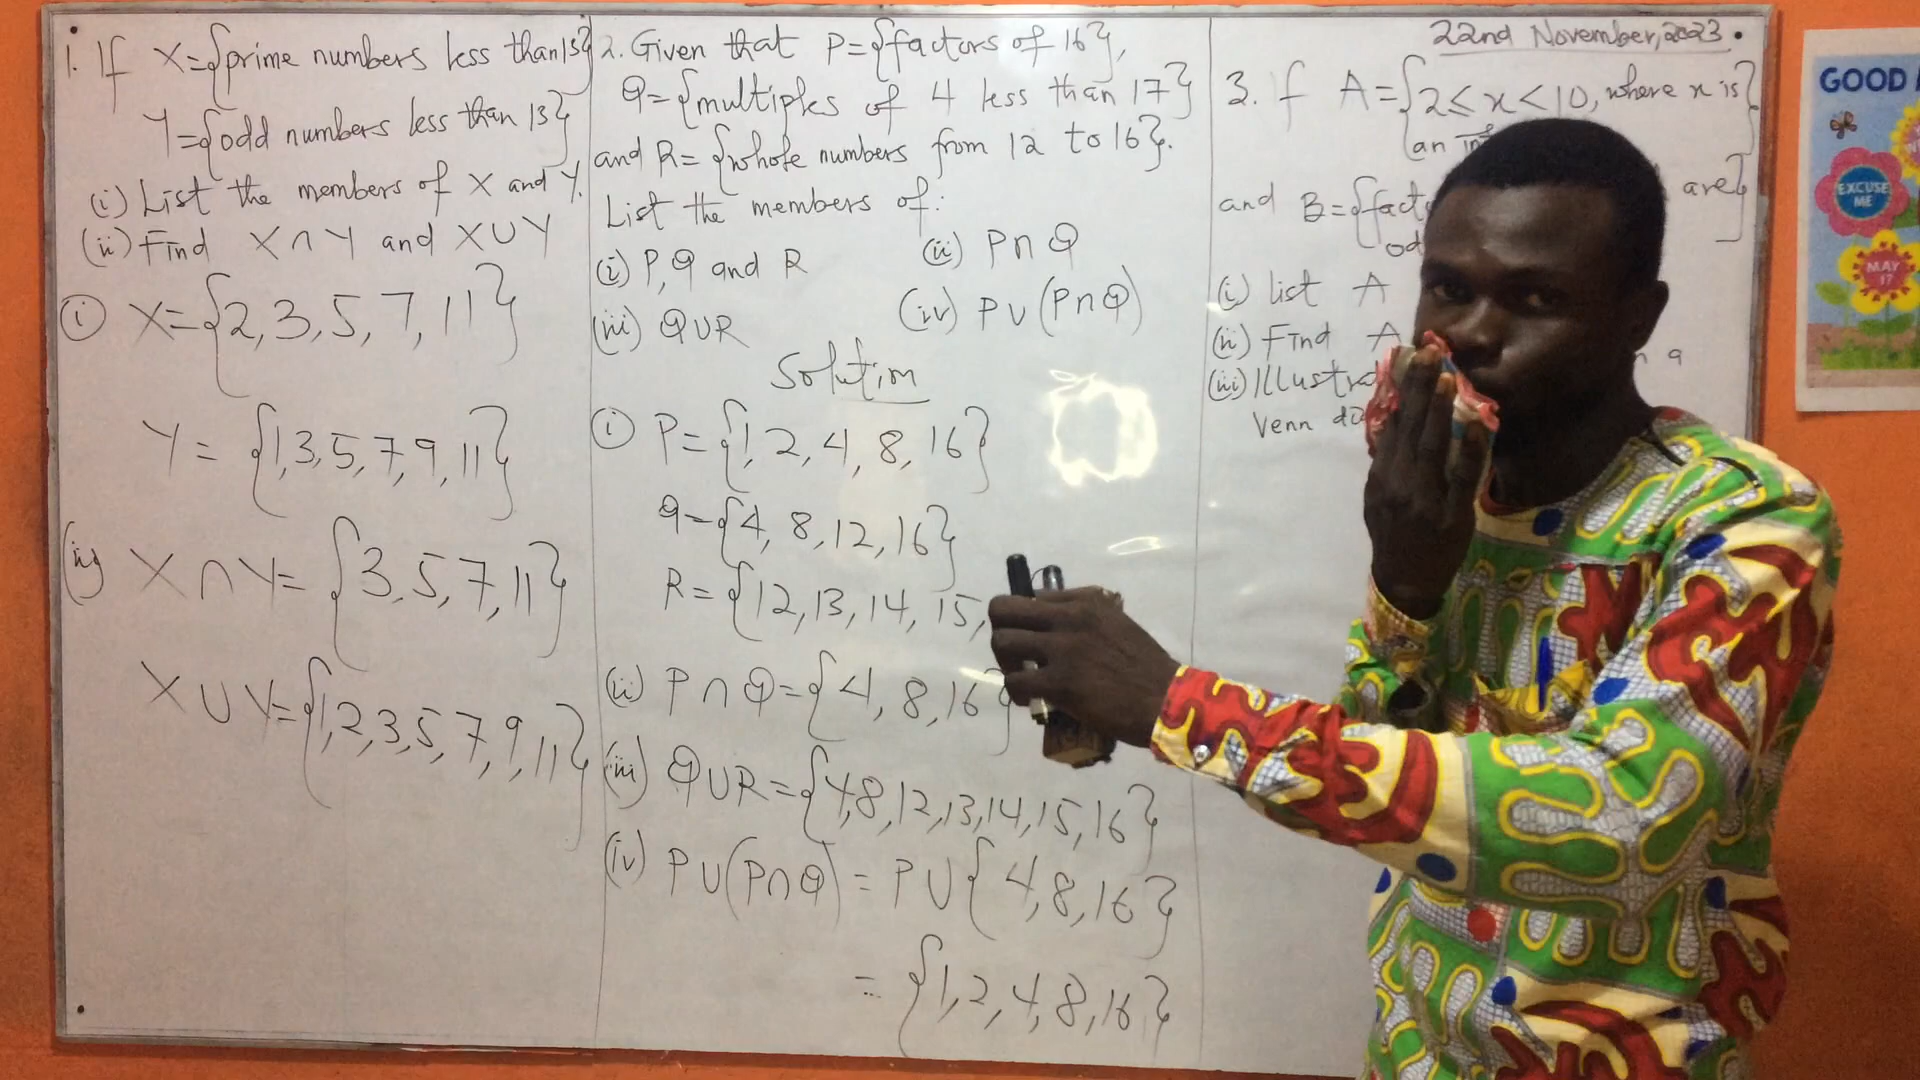 1. If X={prime numbers less than 13}
Y={odd numbers less than 13}
(i) List the members of X and Y.
(ii) Find X∩Y and X∪Y
(i) X={2,3,5,7,11}
Y={1,3,5,7,9,11}
(ii) X∩Y={3,5,7,11}
X∪Y={1,2,3,5,7,9,11}
2. Given that P={factors of 16},
Q={multiples of 4 less than 17}
and R={whole numbers from 12 to 16}.
List the members of:
(i) P,Q and R (ii) P∩Q
(iii) Q∪R (iv) P∪(P∩Q)
Solution
(i) P={1,2,4,8,16}
Q={4,8,12,16}
R={12,13,14,15,
(ii) P∩Q={4,8,16}
(iii) Q∪R={4,8,12,13,14,15,16}
(iv) P∪(P∩Q)=P∪{4,8,16}
={1,2,4,8,16}
22nd November, 2023.
3. If A={2≤x<10, where x is
an
and B={ are}
(i) list A
(ii) Find A
(iii) a
Venn
GOOD
EXCUSE
ME
MAY
I?